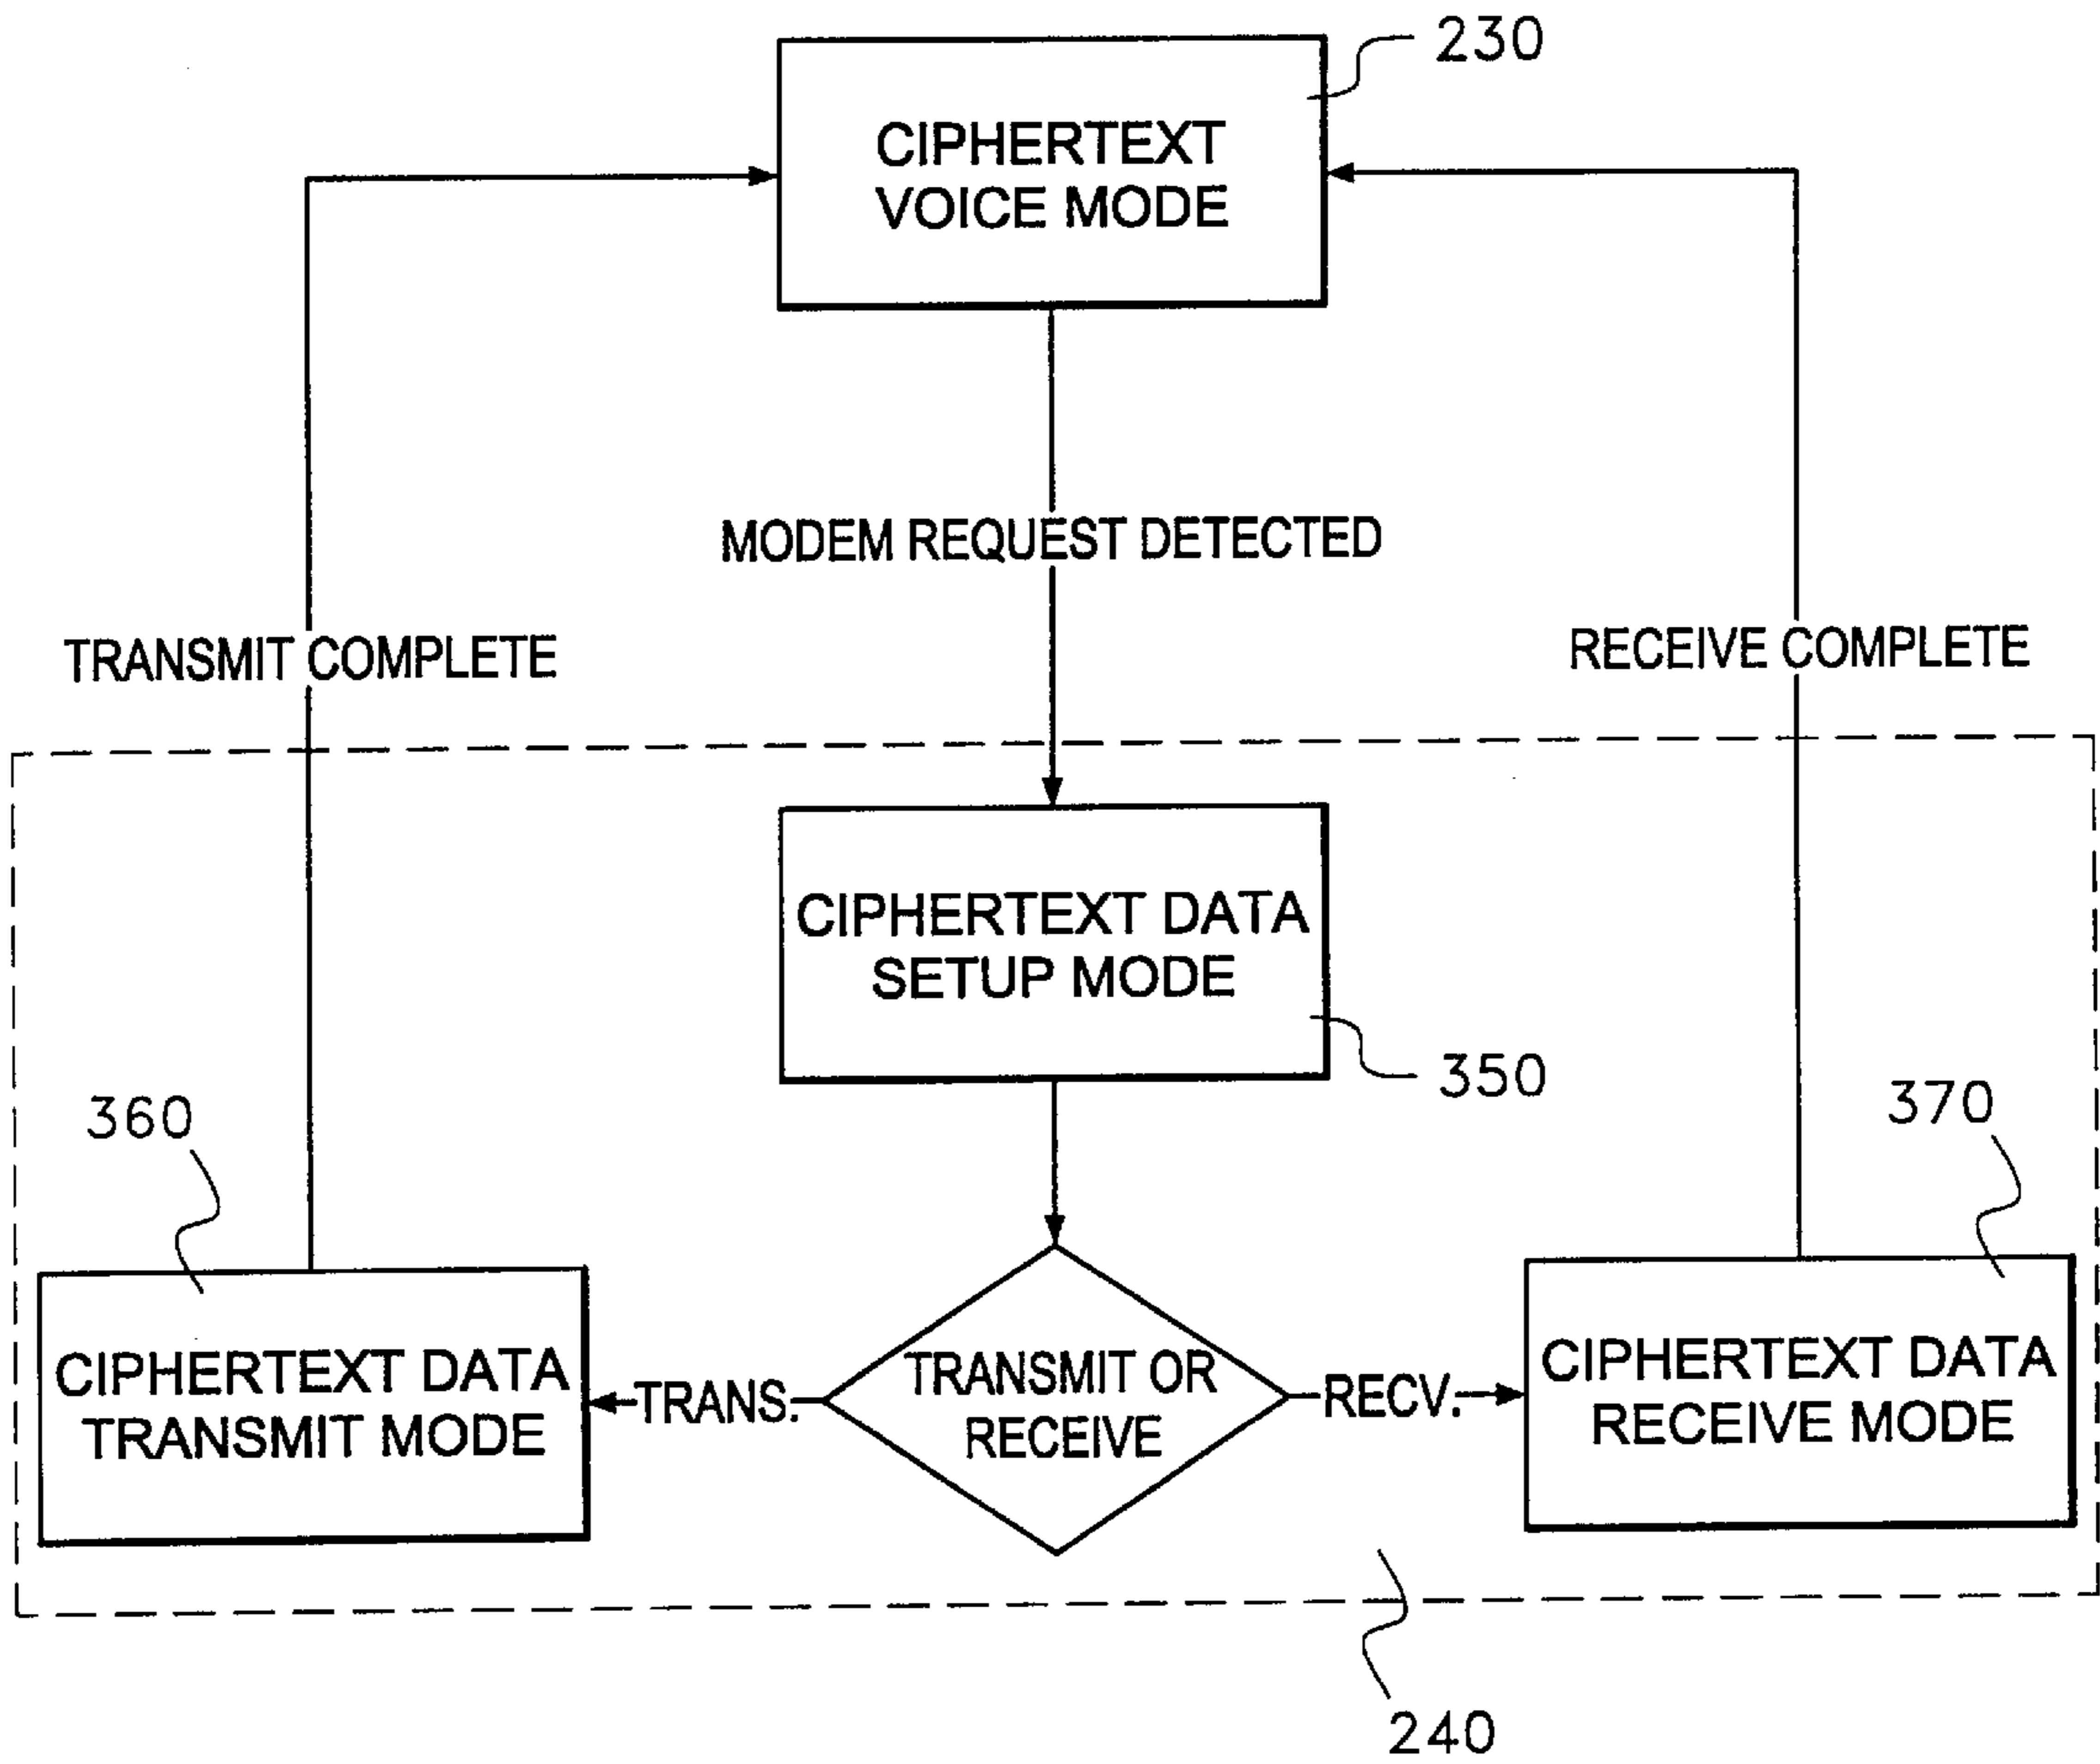 230
CIPHERTEXT
VOICE MODE
MODEM REQUEST DETECTED
TRANSMIT COMPLETE
RECEIVE COMPLETE
CIPHERTEXT DATA
SETUP MODE
350
360
370
CIPHERTEXT DATA
TRANSMIT MODE
TRANS.
TRANSMIT OR
RECEIVE
RECV.
CIPHERTEXT DATA
RECEIVE MODE
240